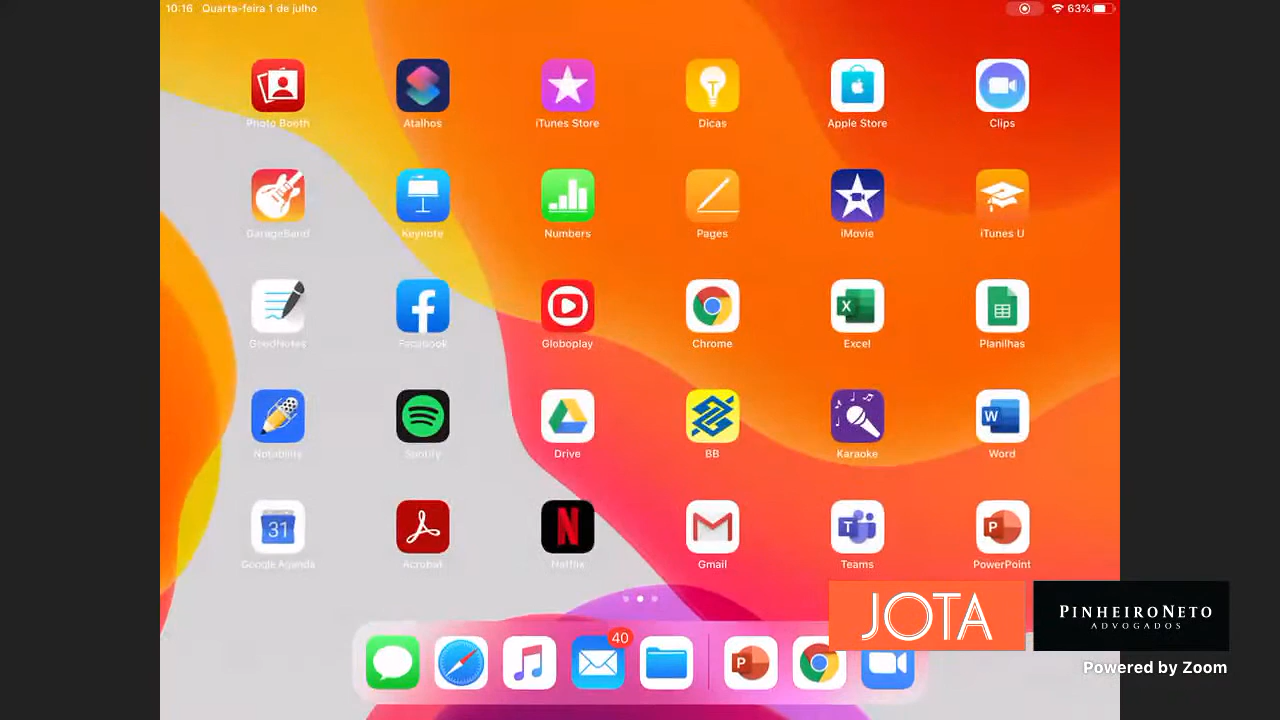 10:16 Quarta-feira 1 de julho 63%
Photo Booth Atalhos iTunes Store Dicas Apple Store Clips
GarageBand Keynote Numbers Pages iMovie iTunes U
GoodNotes Facebook Globoplay Chrome Excel Planilhas
Notability Spotify Drive BB Karaoke Word
31
Google Agenda Acrobat Netflix Gmail Teams PowerPoint
40
JOTA
PINHEIRONETO
ADVOGADOS
Powered by Zoom